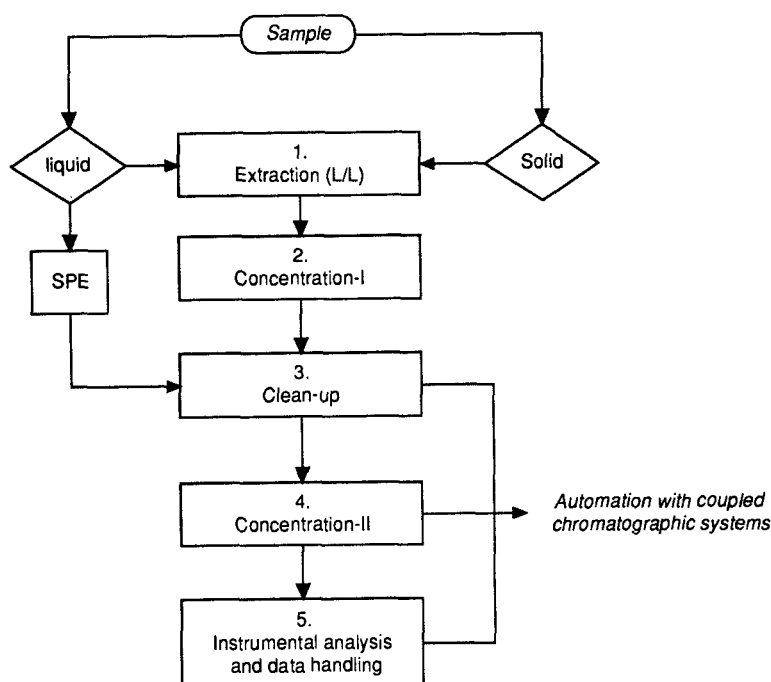 Sample
liquid
1.
Extraction (L/L)
Solid
2.
Concentration-I
SPE
3.
Clean-up
4.
Concentration-II
Automation with coupled
chromatographic systems
5.
Instrumental analysis
and data handling